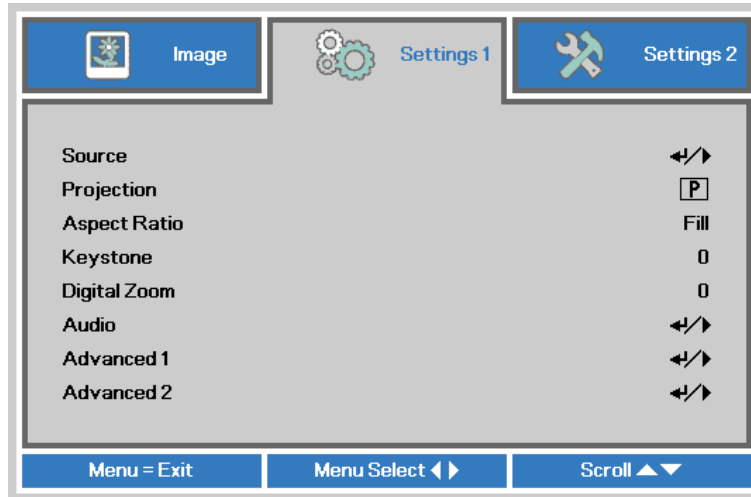 Image
Settings 1
Settings 2
Source ↵/▶
Projection P
Aspect Ratio Fill
Keystone 0
Digital Zoom 0
Audio ↵/▶
Advanced 1 ↵/▶
Advanced 2 ↵/▶
Menu = Exit
Menu Select ◀▶
Scroll ▲▼